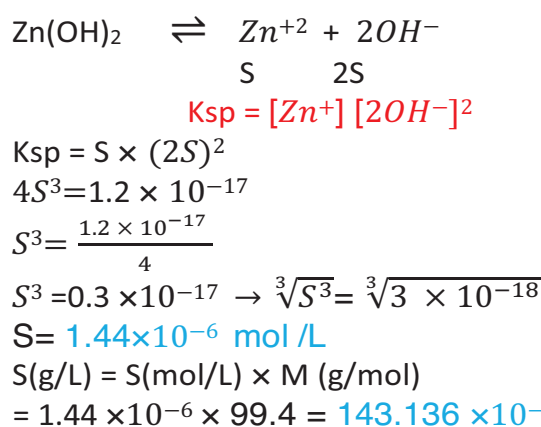 Zn(OH)₂ ⇌ 𝑍𝑛⁺² + 2𝑂𝐻⁻
S 2S
Ksp = [𝑍𝑛⁺] [2𝑂𝐻⁻]²
Ksp = S × (2𝑆)²
4𝑆³=1.2 × 10⁻¹⁷
𝑆³= 1.2 × 10⁻¹⁷ / 4
𝑆³ =0.3 ×10⁻¹⁷ → ∛𝑆³= ∛3 × 10⁻¹⁸
S= 1.44×10⁻⁶ mol /L
S(g/L) = S(mol/L) × M (g/mol)
= 1.44 ×10⁻⁶ × 99.4 = 143.136 ×10⁻